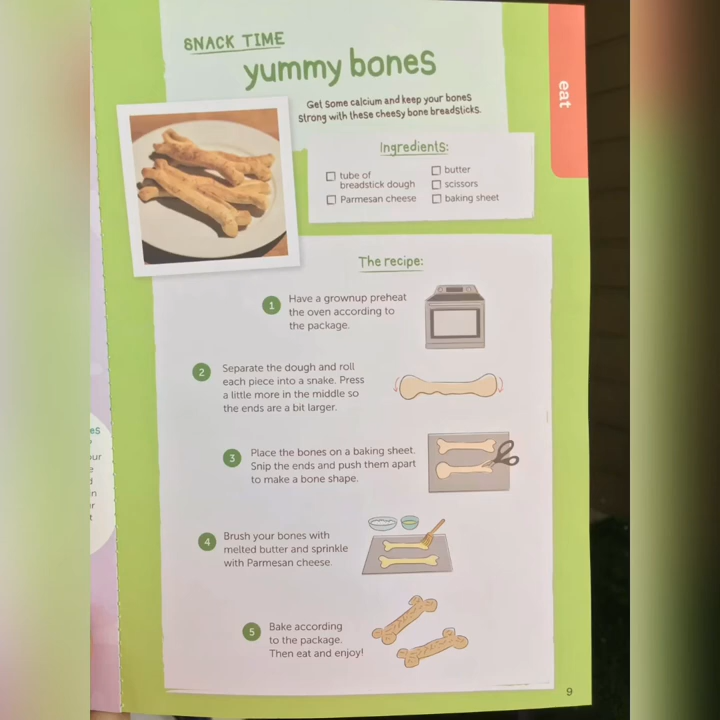 SNACK TIME
yummy bones
eat
Get some calcium and keep your bones
strong with these cheesy bone breadsticks.
Ingredients:
tube of
breadstick dough
Parmesan cheese
butter
scissors
baking sheet
The recipe:
1
Have a grownup preheat
the oven according to
the package.
2
Separate the dough and roll
each piece into a snake. Press
a little more in the middle so
the ends are a bit larger.
3
Place the bones on a baking sheet.
Snip the ends and push them apart
to make a bone shape.
4
Brush your bones with
melted butter and sprinkle
with Parmesan cheese.
5
Bake according
to the package.
Then eat and enjoy!
9